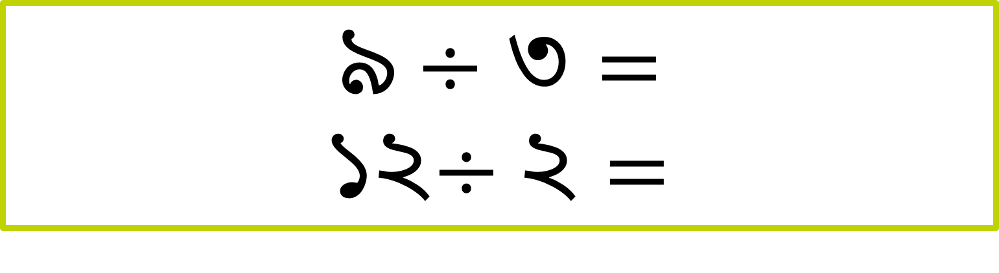 ৯ ÷ ৩ =
১২÷ ২ =